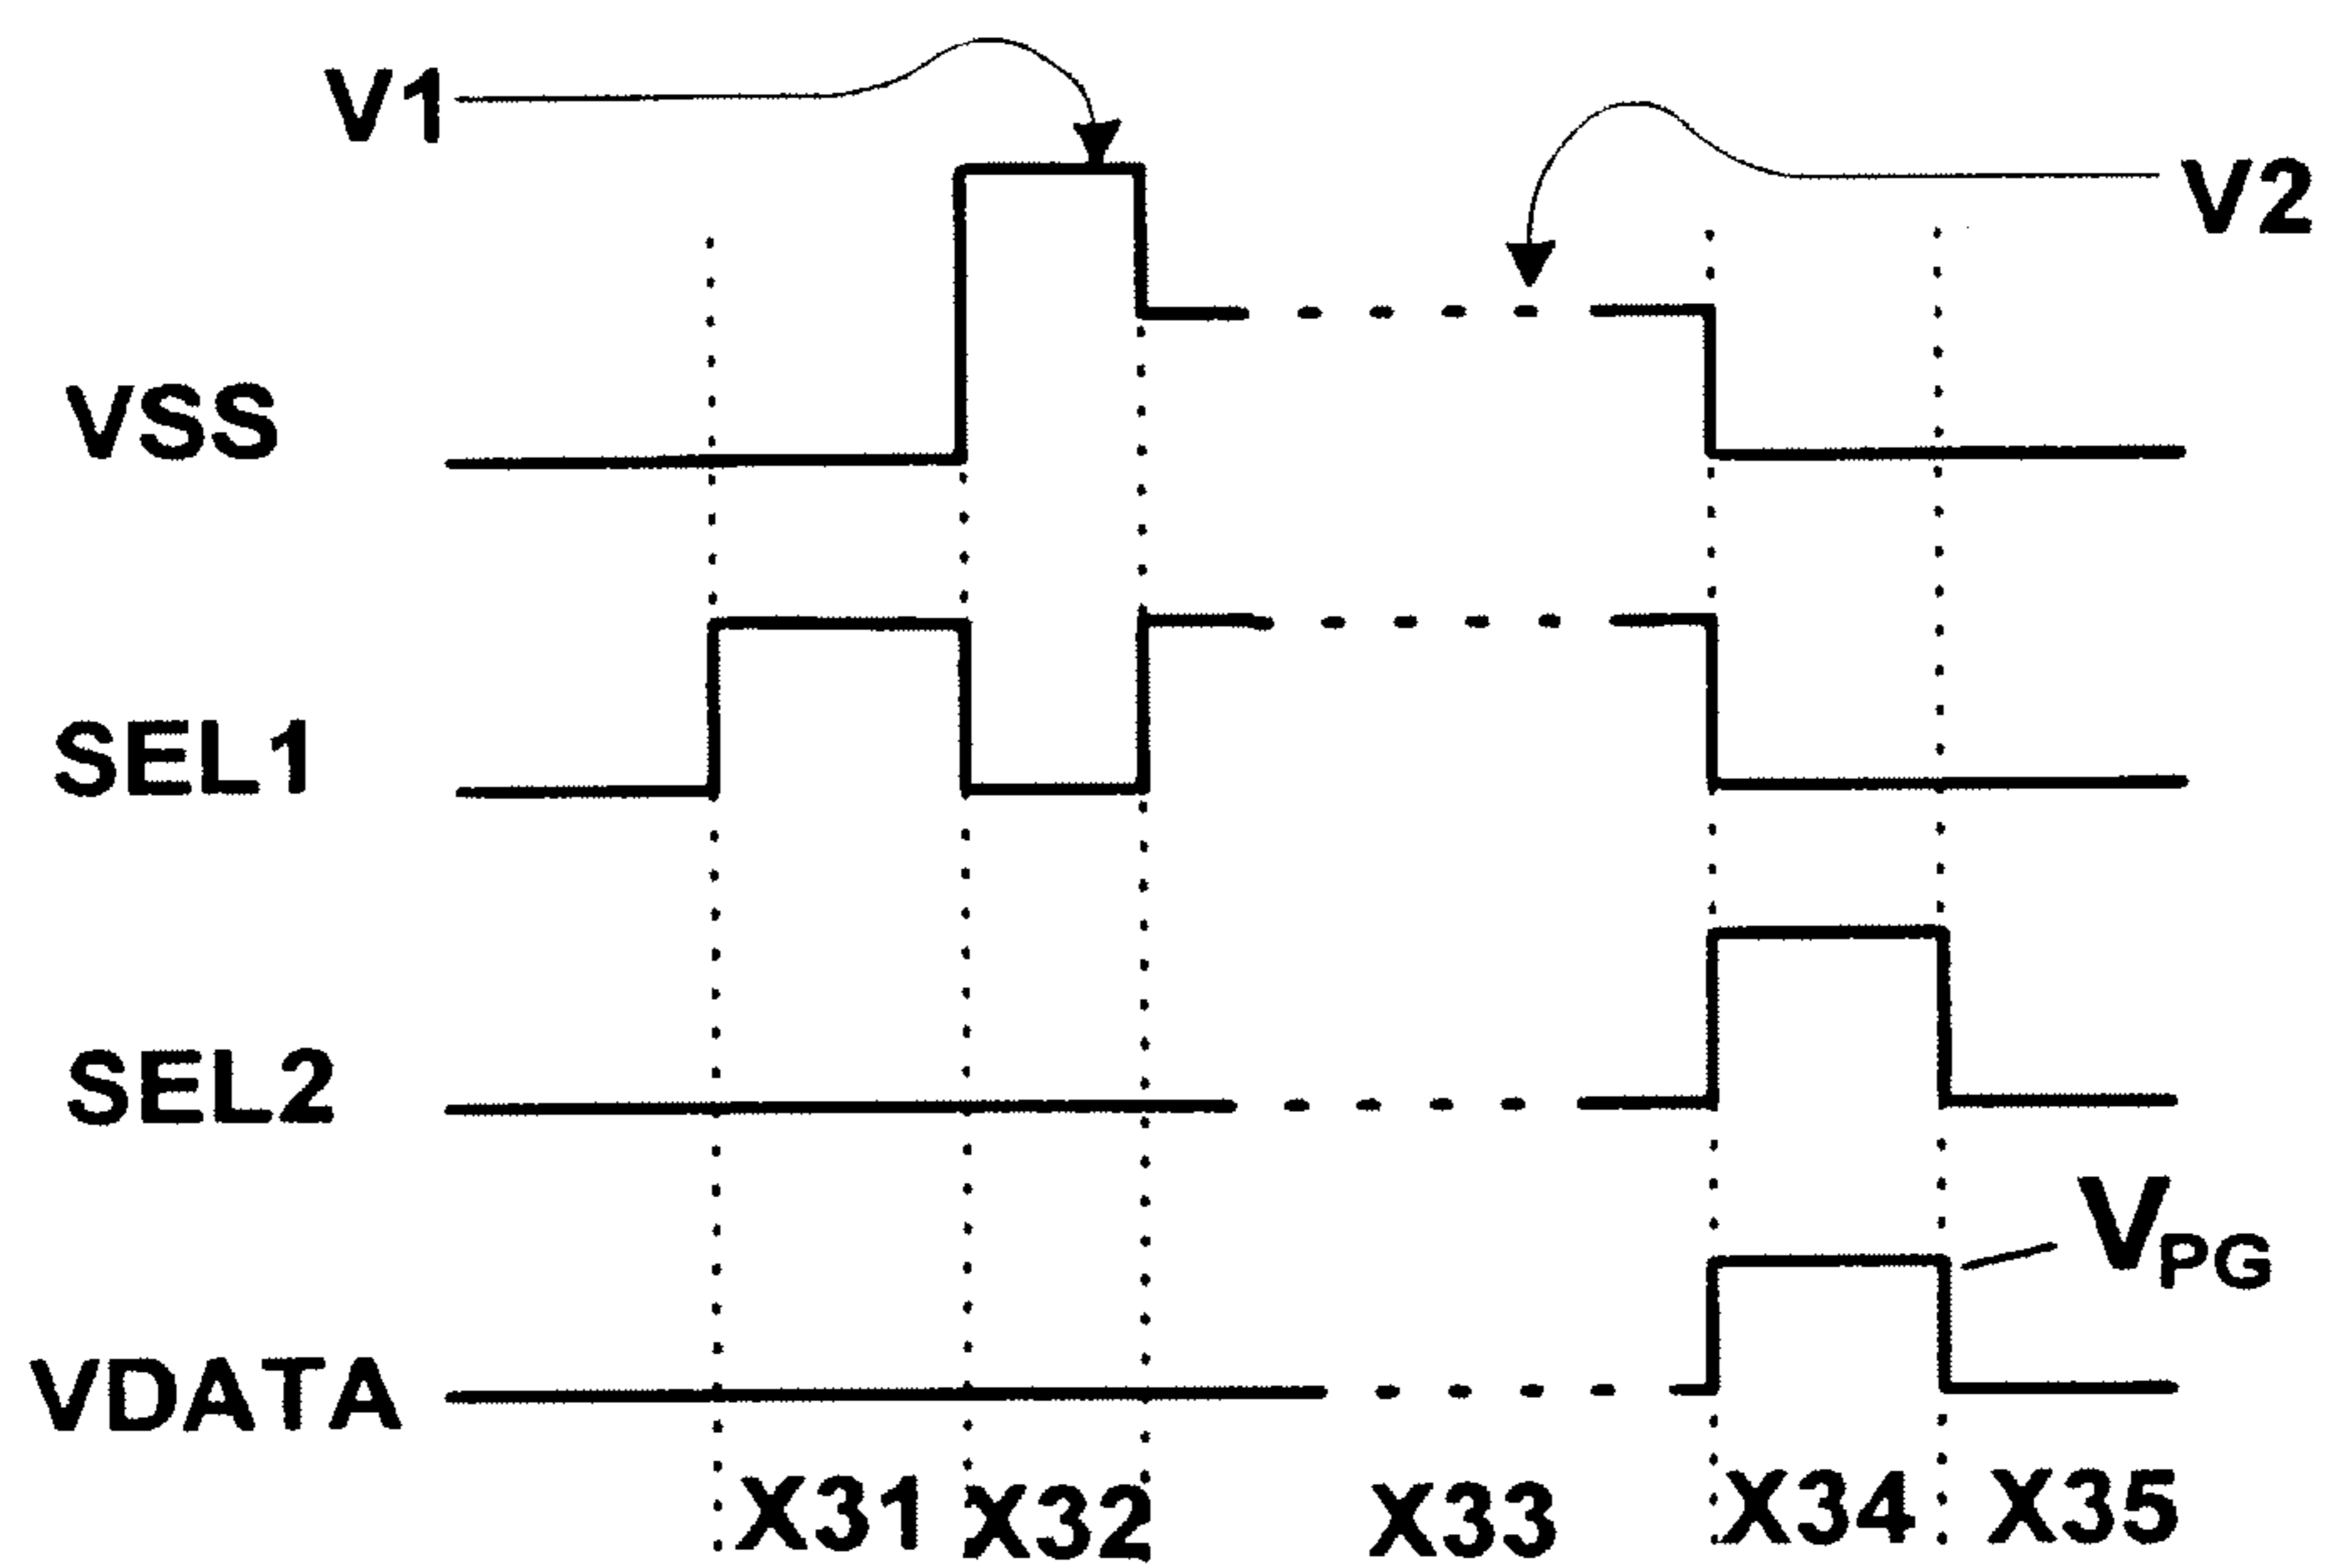 V1
V2
VSS
SEL1
SEL2
VPG
VDATA
X31 X32 X33 X34 X35